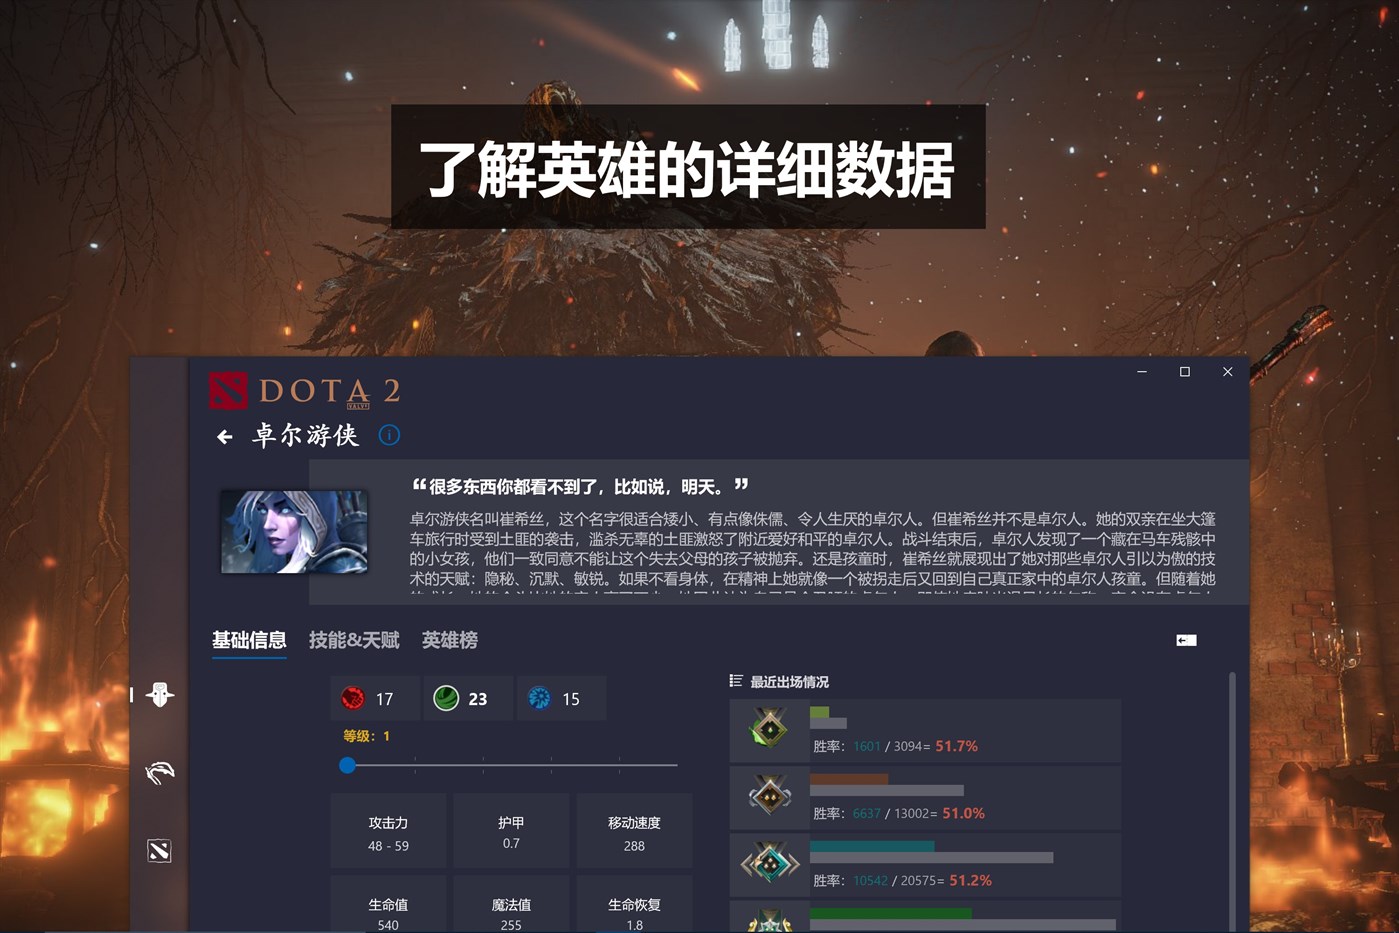 了解英雄的详细数据
DOTA 2
VALVE
卓尔游侠
“很多东西你都看不到了，比如说，明天。”
卓尔游侠名叫崔希丝，这个名字很适合矮小、有点像侏儒、令人生厌的卓尔人。但崔希丝并不是卓尔人。她的双亲在坐大篷
车旅行时受到土匪的袭击，滥杀无辜的土匪激怒了附近爱好和平的卓尔人。战斗结束后，卓尔人发现了一个藏在马车残骸中
的小女孩，他们一致同意不能让这个失去父母的孩子被抛弃。还是孩童时，崔希丝就展现出了她对那些卓尔人引以为傲的技
术的天赋：隐秘、沉默、敏锐。如果不看身体，在精神上她就像一个被拐走后又回到自己真正家中的卓尔人孩童。但随着她
基础信息 技能&天赋 英雄榜
17 23 15
等级：1
攻击力 护甲 移动速度
48 - 59 0.7 288
生命值 魔法值 生命恢复
540 255 1.8
最近出场情况
胜率：1601 / 3094= 51.7%
胜率：6637 / 13002= 51.0%
胜率：10542 / 20575= 51.2%